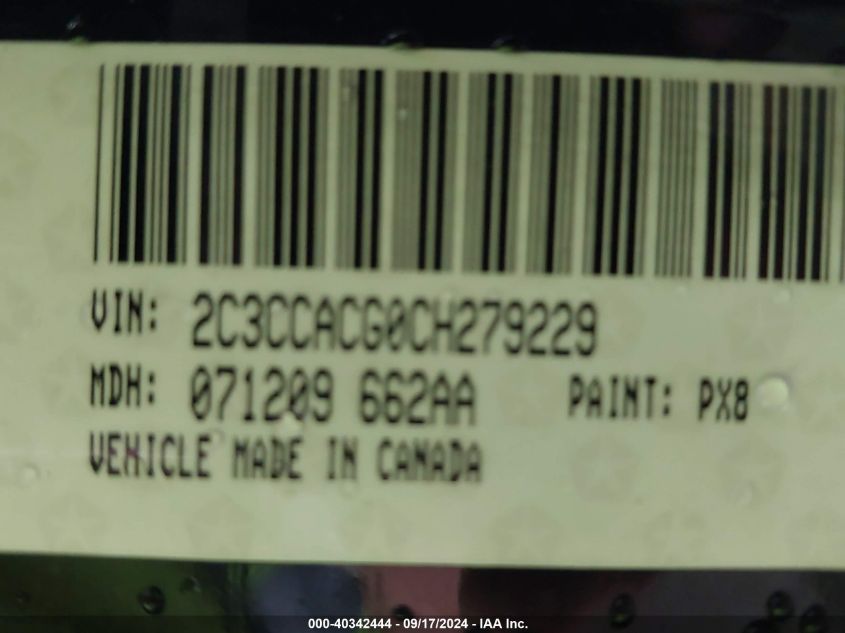 VIN: 2C3CCACG0CH279229
MDH: 071209 662AA PAINT: PX8
VEHICLE MADE IN CANADA
000-40342444 - 09/17/2024 - IAA Inc.